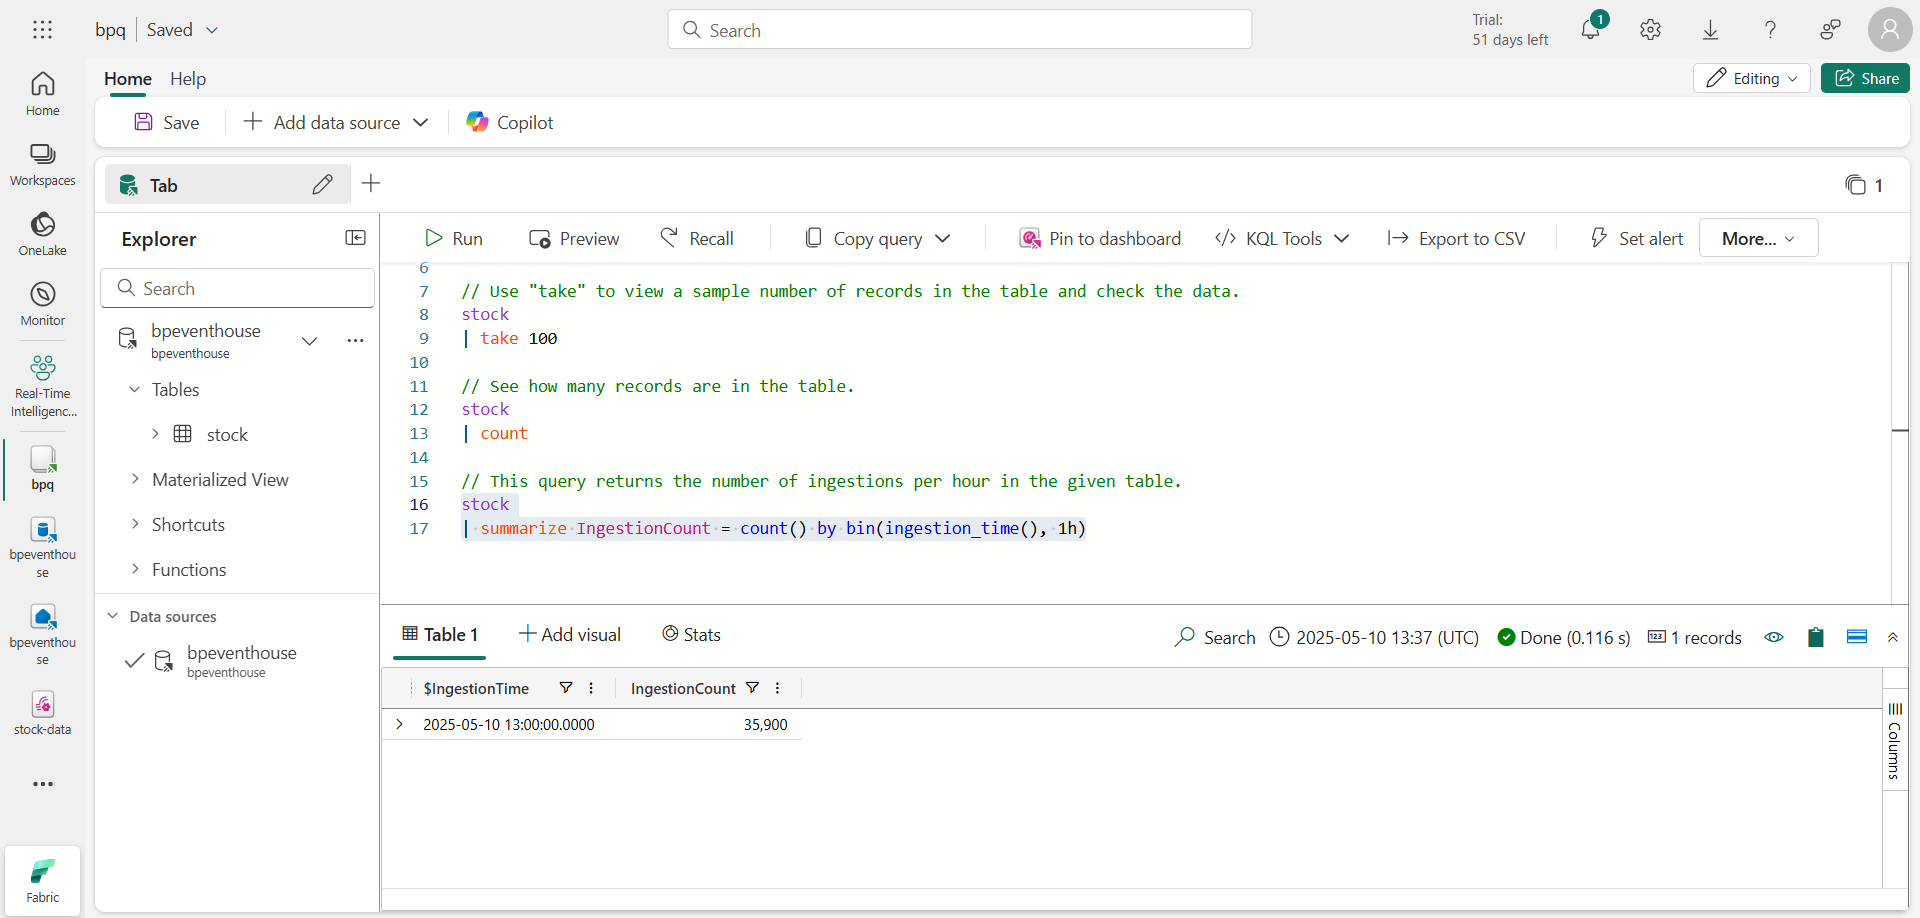 bpq
Saved
Search
Trial:
51 days left
1
Home
Help
Editing
Share
Save
Add data source
Copilot
Home
Workspaces
OneLake
Monitor
Real-Time
Intelligenc...
bpq
bpeventhou
se
bpeventhou
se
stock-data
Fabric
Tab
1
Explorer
Search
bpeventhouse
bpeventhouse
Tables
stock
Materialized View
Shortcuts
Functions
Data sources
bpeventhouse
bpeventhouse
Run
Preview
Recall
Copy query
Pin to dashboard
KQL Tools
Export to CSV
Set alert
More...
6
7 // Use "take" to view a sample number of records in the table and check the data.
8 stock
9 | take 100
10
11 // See how many records are in the table.
12 stock
13 | count
14
15 // This query returns the number of ingestions per hour in the given table.
16 stock
17 | summarize IngestionCount = count() by bin(ingestion_time(), 1h)
Table 1
Add visual
Stats
Search
2025-05-10 13:37 (UTC)
Done (0.116 s)
1 records
$IngestionTime
IngestionCount
2025-05-10 13:00:00.0000
35,900
Columns